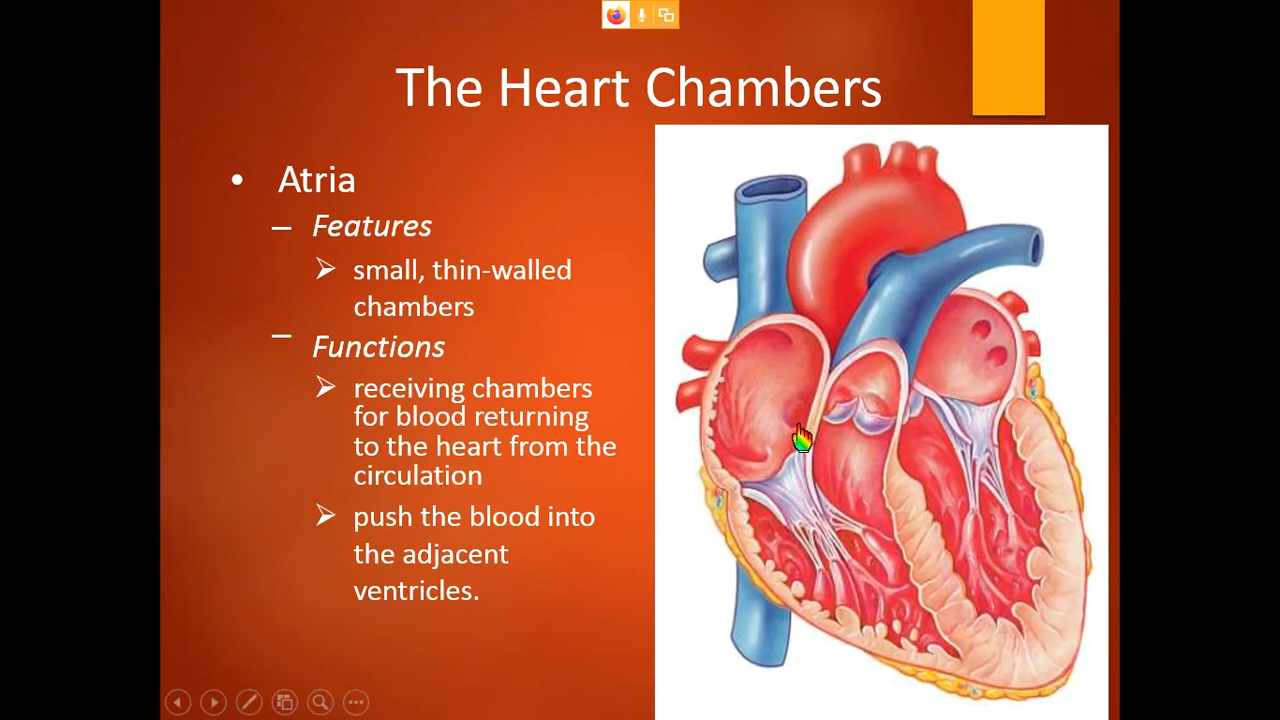 The Heart Chambers
• Atria
– Features
➢ small, thin-walled
chambers
– Functions
➢ receiving chambers
for blood returning
to the heart from the
circulation
➢ push the blood into
the adjacent
ventricles.